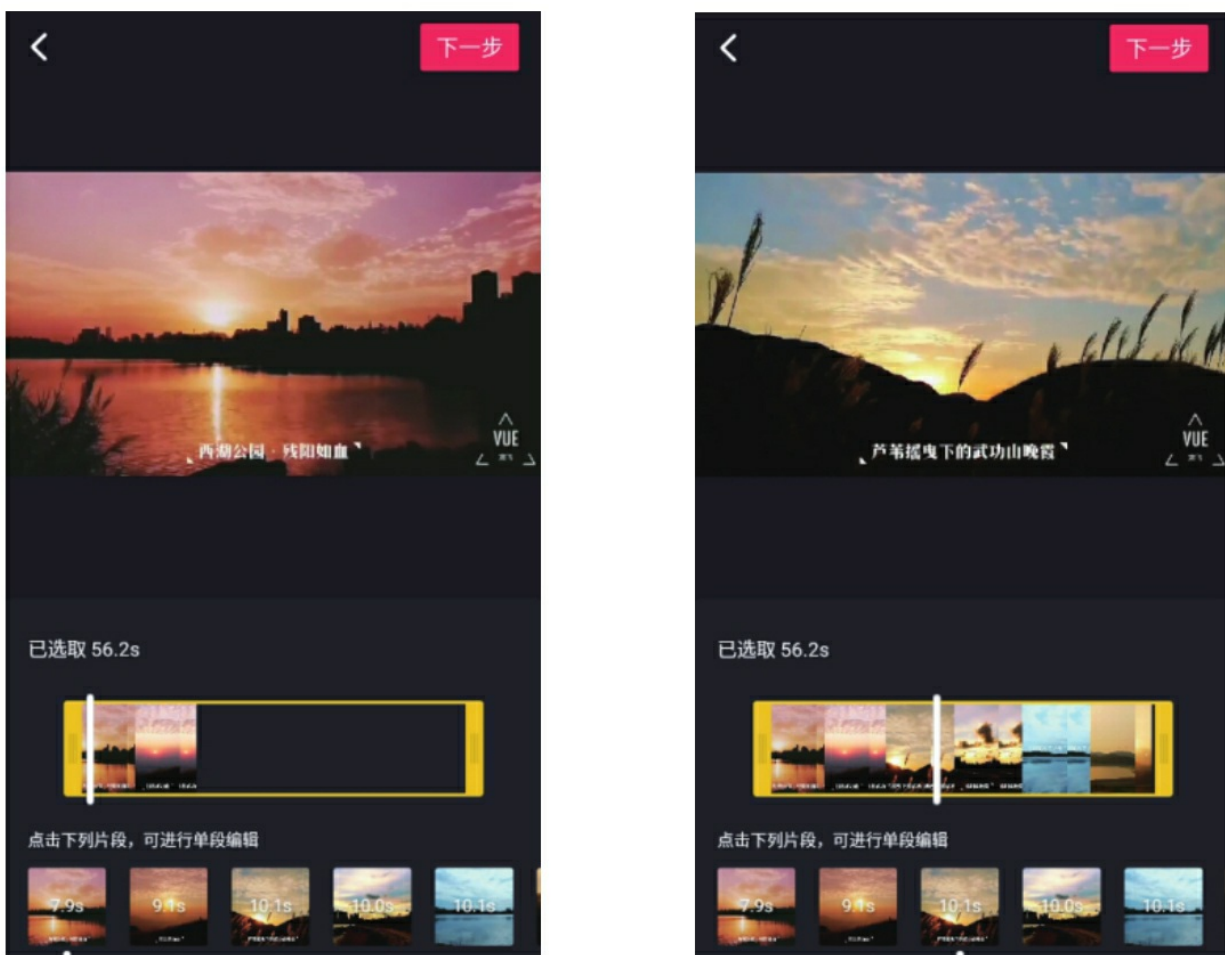 下一步
西湖公园·残阳如血
VUE
已选取 56.2s
点击下列片段，可进行单段编辑
7.9s
9.1s
10.1s
10.0s
10.1s
下一步
芦苇摇曳下的武功山晚霞
VUE
已选取 56.2s
点击下列片段，可进行单段编辑
7.9s
9.1s
10.1s
10.0s
10.1s